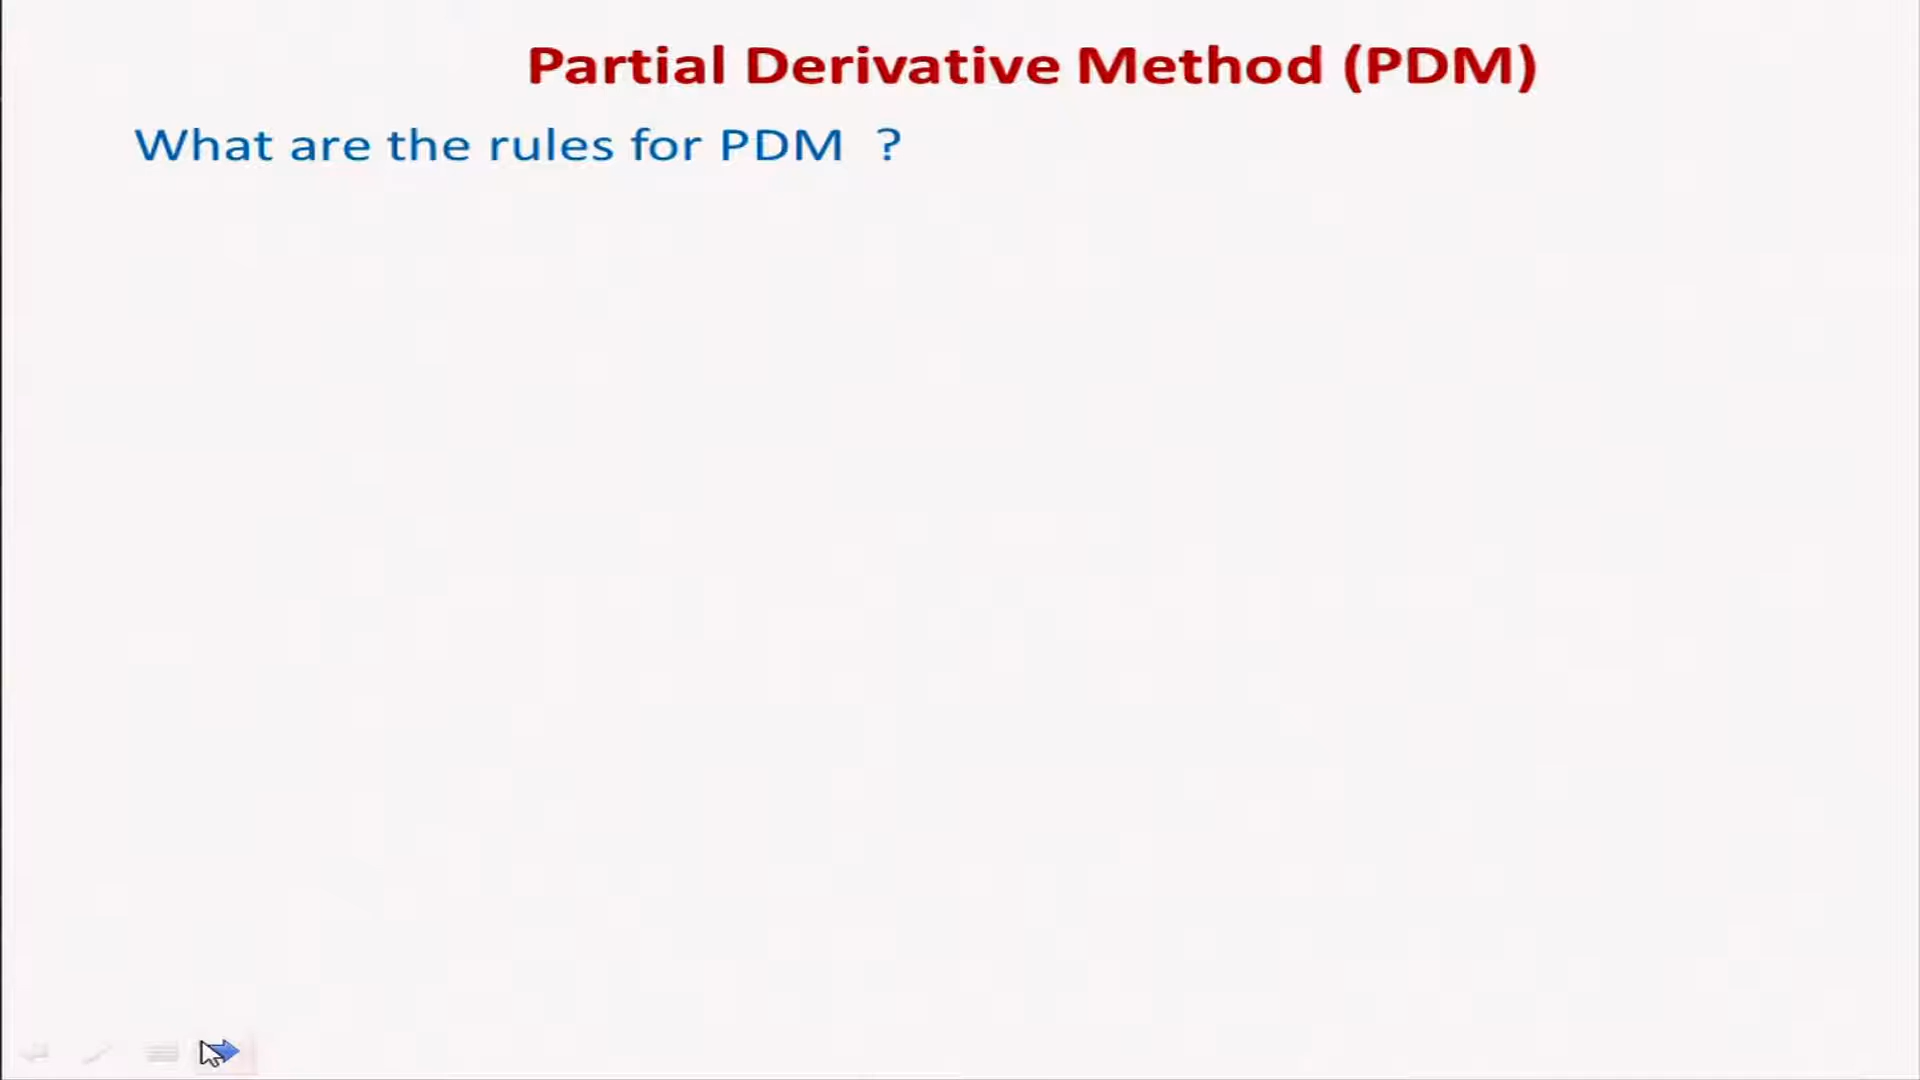 Partial Derivative Method (PDM)
What are the rules for PDM ?